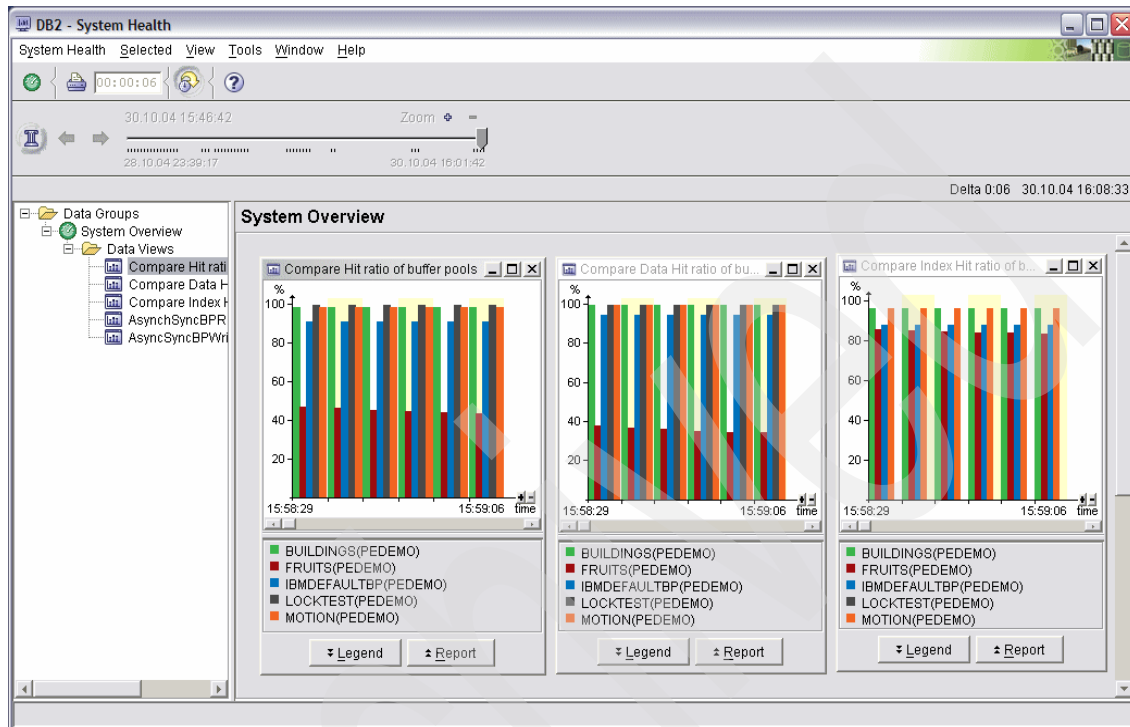 DB2 - System Health
System Health Selected View Tools Window Help
00:00:06
30.10.04 15:46:42 Zoom
28.10.04 23:39:17 30.10.04 16:01:42
Delta 0:06 30.10.04 16:08:33
Data Groups
System Overview
Data Views
Compare Hit rati
Compare Data H
Compare Index H
AsynchSyncBPR
AsyncSyncBPWri
System Overview
Compare Hit ratio of buffer pools
%
100
80
60
40
20
15:58:29 15:59:06 time
BUILDINGS(PEDEMO)
FRUITS(PEDEMO)
IBMDEFAULTBP(PEDEMO)
LOCKTEST(PEDEMO)
MOTION(PEDEMO)
Legend Report
Compare Data Hit ratio of bu...
%
100
80
60
40
20
15:58:29 15:59:06 time
BUILDINGS(PEDEMO)
FRUITS(PEDEMO)
IBMDEFAULTBP(PEDEMO)
LOCKTEST(PEDEMO)
MOTION(PEDEMO)
Legend Report
Compare Index Hit ratio of b...
%
100
80
60
40
20
15:58:29 15:59:06 time
BUILDINGS(PEDEMO)
FRUITS(PEDEMO)
IBMDEFAULTBP(PEDEMO)
LOCKTEST(PEDEMO)
MOTION(PEDEMO)
Legend Report